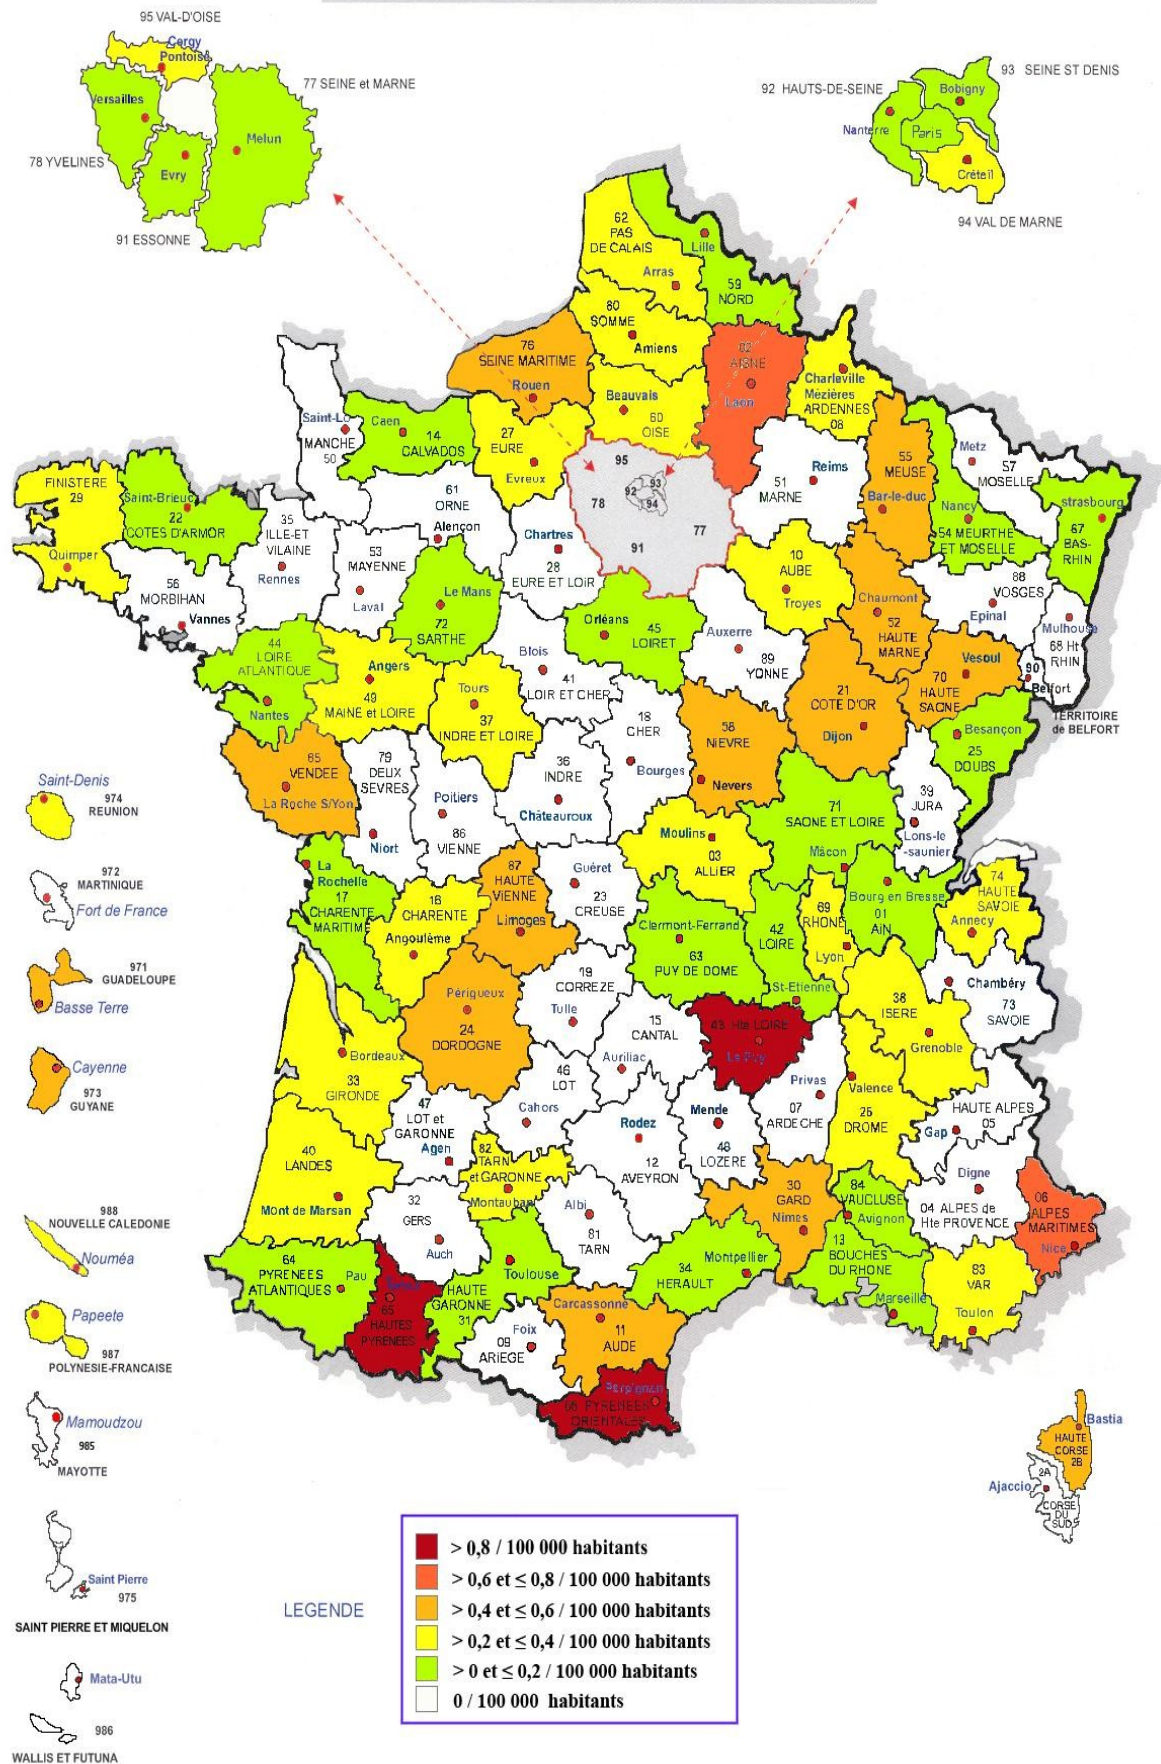 95 VAL-D'OISE
Cergy
Pontoise
77 SEINE et MARNE
Versailles
Melun
78 YVELINES
Evry
91 ESSONNE
93 SEINE ST DENIS
92 HAUTS-DE-SEINE
Bobigny
Nanterre
Paris
Créteil
94 VAL DE MARNE
62
PAS
DE CALAIS
Lille
Arras
59
NORD
80
SOMME
Amiens
76
SEINE MARITIME
Rouen
02
AISNE
Laon
Charleville
Mézières
ARDENNES
08
Beauvais
60
OISE
Saint-Lo
MANCHE
50
Caen
14
CALVADOS
27
EURE
Evreux
95
78
92
93
94
77
91
51
MARNE
Reims
55
MEUSE
Bar-le-duc
Metz
57
MOSELLE
Nancy
54 MEURTHE
ET MOSELLE
strasbourg
67
BAS-
RHIN
FINISTERE
29
Quimper
Saint-Brieuc
22
COTES D'ARMOR
35
ILLE-ET
VILAINE
Rennes
61
ORNE
Alençon
53
MAYENNE
Laval
56
MORBIHAN
Vannes
Chartres
28
EURE ET LOiR
Le Mans
72
SARTHE
Orléans
45
LOIRET
10
AUBE
Troyes
Chaumont
52
HAUTE
MARNE
88
VOSGES
Epinal
Mulhouse
68 Ht
RHIN
90
Belfort
TERRITOIRE
de BELFORT
Auxerre
89
YONNE
Vesoul
70
HAUTE
SAONE
44
LOIRE
ATLANTIQUE
Nantes
Angers
49
MAINE et LOIRE
Tours
37
INDRE ET LOIRE
Blois
41
LOIR ET CHER
18
CHER
Bourges
58
NiEVRE
Nevers
21
COTE D'OR
Dijon
Besançon
25
DOUBS
65
VENDEE
La Roche S/Yon
79
DEUX
SEVRES
Niort
Poitiers
86
VIENNE
36
INDRE
Châteauroux
39
JURA
Lons-le
-saunier
71
SAONE ET LOIRE
Mâcon
Moulins
03
ALLiER
Saint-Denis
974
REUNION
972
MARTINIQUE
Fort de France
971
GUADELOUPE
Basse Terre
Cayenne
973
GUYANE
988
NOUVELLE CALEDONIE
Nouméa
Papeete
987
POLYNESIE-FRANCAISE
Mamoudzou
985
MAYOTTE
Saint Pierre
975
SAINT PIERRE ET MIQUELON
Mata-Utu
986
WALLIS ET FUTUNA
La
Rochelle
17
CHARENTE
MARITIME
16
CHARENTE
Angoulème
87
HAUTE
VIENNE
Limoges
Guéret
23
CREUSE
Clermont-Ferrand
63
PUY DE DOME
42
LOIRE
St-Etienne
69
RHONE
Lyon
Bourg en Bresse
01
AiN
74
HAUTE
SAVOIE
Annecy
Chambéry
73
SAVOIE
38
ISERE
Grenoble
Périgueux
24
DORDOGNE
19
CORREZE
Tulle
15
CANTAL
Auriliac
43 Hte LOIRE
Le Puy
Privas
07
ARDECHE
Valence
26
DROME
HAUTE ALPES
05
Gap
Bordeaux
33
GIRONDE
47
LOT et
GARONNE
Agen
46
LOT
Cahors
Rodez
12
AVEYRON
Mende
48
LOZERE
40
LANDES
Mont de Marsan
82
TARN
et GARONNE
Montauban
32
GERS
Auch
Albi
81
TARN
30
GARD
Nimes
84
VAUCLUSE
Avignon
Digne
04 ALPES de
Hte PROVENCE
06
ALPES
MARITIMES
Nice
64
PYRENEES
ATLANTIQUES
Pau
65
HAUTES
PYRENEES
HAUTE
GARONNE
31
Toulouse
34
HERAULT
Montpellier
13
BOUCHES
DU RHONE
Marseille
83
VAR
Toulon
Foix
09
ARiEGE
Carcassonne
11
AUDE
Perpignan
66 PYRENEES
ORIENTALES
Bastia
HAUTE
CORSE
2B
Ajaccio
2A
CORSE
DU
SUD
LEGENDE
> 0,8 / 100 000 habitants
> 0,6 et ≤ 0,8 / 100 000 habitants
> 0,4 et ≤ 0,6 / 100 000 habitants
> 0,2 et ≤ 0,4 / 100 000 habitants
> 0 et ≤ 0,2 / 100 000 habitants
0 / 100 000 habitants